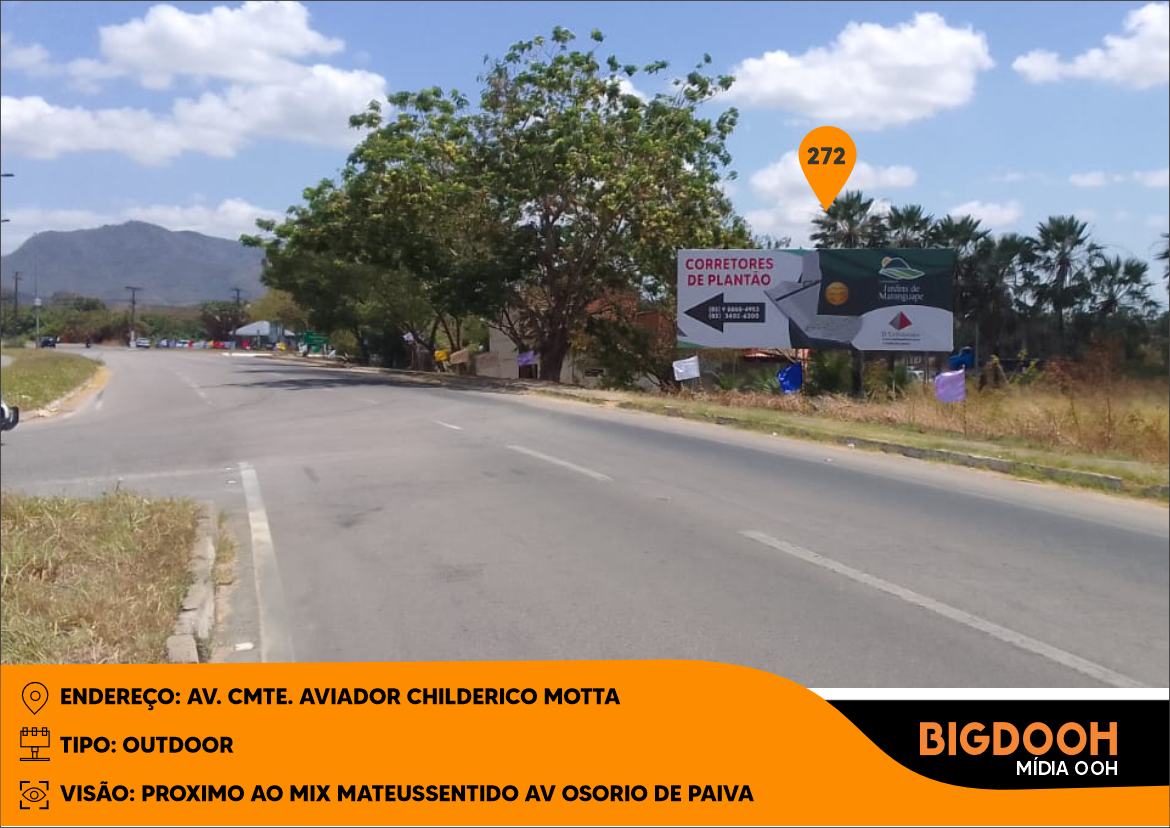 272
CORRETORES
DE PLANTÃO
Jardins de
Maranguape
ENDEREÇO: AV. CMTE. AVIADOR CHILDERICO MOTTA
TIPO: OUTDOOR
VISÃO: PROXIMO AO MIX MATEUSSENTIDO AV OSORIO DE PAIVA
BIGDOOH
MÍDIA OOH